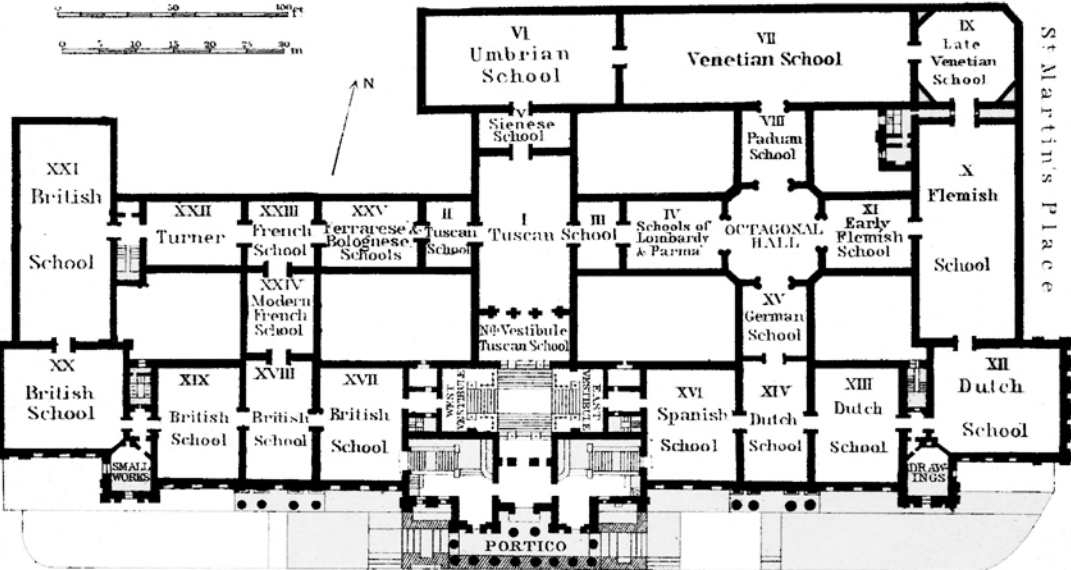 0 50 100 ft
0 5 10 15 20 25 30 m
N
St Martin's Place
VI
Umbrian
School
VII
Venetian School
IX
Late
Venetian
School
V
Sienese
School
VIII
Paduan
School
XXI
British
School
X
Flemish
School
XXII
Turner
XXIII
French
School
XXV
Ferrarese &
Bolognese
Schools
II
Tuscan
School
I
Tuscan
III
School
IV
Schools of
Lombardy
& Parma
OCTAGONAL
HALL
XI
Early
Flemish
School
XXIV
Modern
French
School
Nth Vestibule
Tuscan School
XV
German
School
XX
British
School
XIX
British
School
XVIII
British
School
XVII
British
School
WEST
VESTIBULE
EAST
VESTIBULE
XVI
Spanish
School
XIV
Dutch
School
XIII
Dutch
School
XII
Dutch
School
SMALL
WORKS
DRAW-
INGS
PORTICO